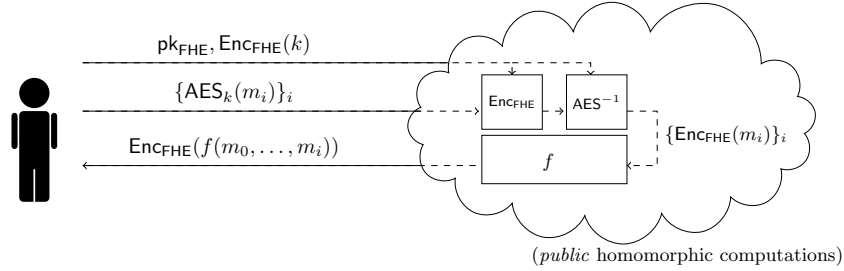 pk_FHE, Enc_FHE(k)
{AES_k(m_i)}_i
Enc_FHE
AES^−1
{Enc_FHE(m_i)}_i
Enc_FHE(f(m_0, …, m_i))
f
(public homomorphic computations)